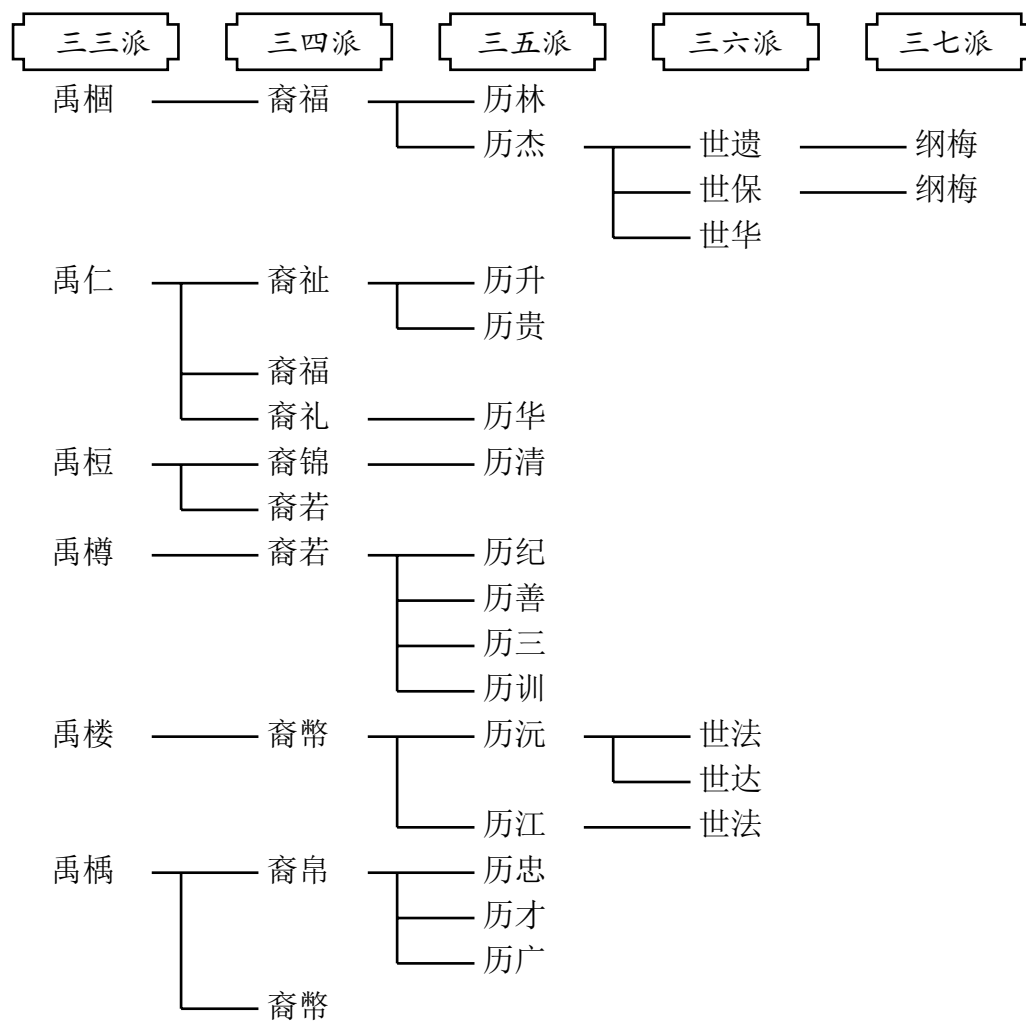 三三派 三四派 三五派 三六派 三七派
禹棝 裔福 历林
历杰 世遗 纲梅
世保 纲梅
世华
禹仁 裔祉 历升
历贵
裔福
裔礼 历华
禹桓 裔锦 历清
裔若
禹樽 裔若 历纪
历善
历三
历训
禹楼 裔幣 历沅 世法
世达
历江 世法
禹楀 裔帛 历忠
历才
历广
裔幣